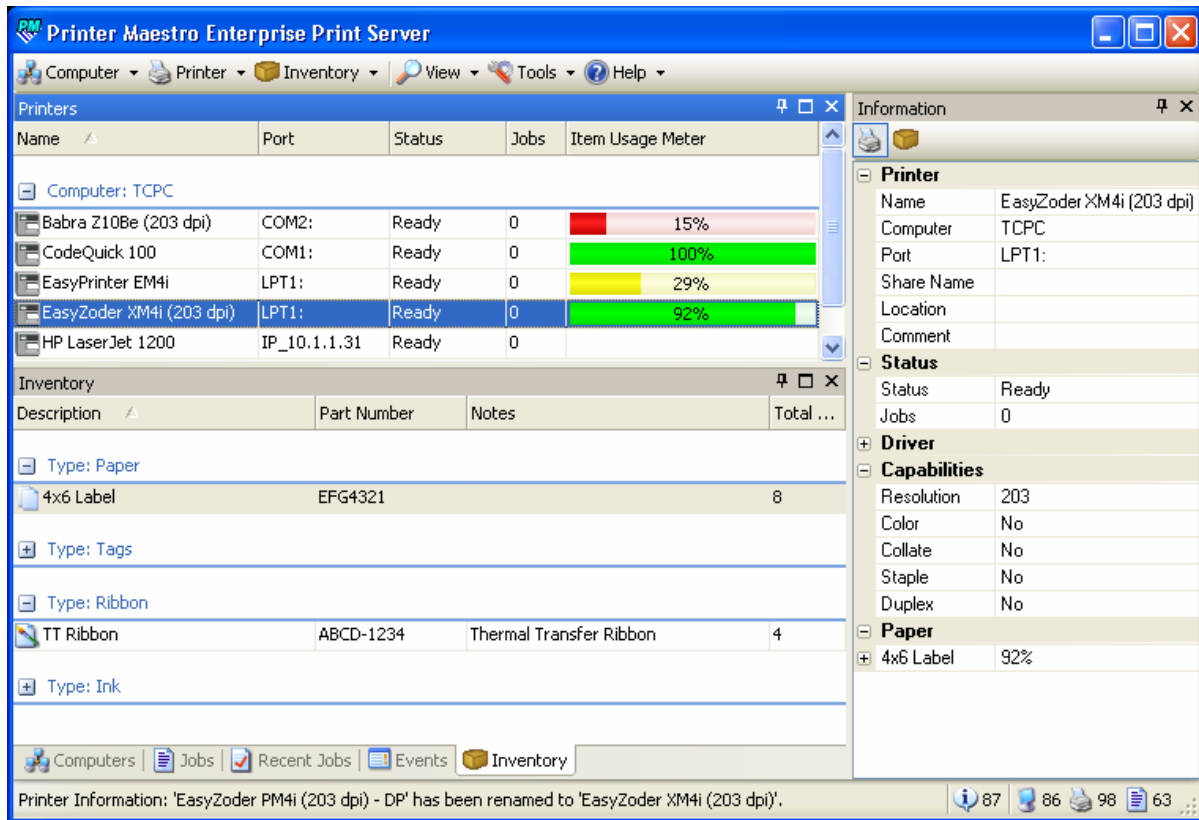 Printer Maestro Enterprise Print Server
Computer Printer Inventory View Tools Help
Printers
Name Port Status Jobs Item Usage Meter
Computer: TCPC
Babra Z10Be (203 dpi) COM2: Ready 0 15%
CodeQuick 100 COM1: Ready 0 100%
EasyPrinter EM4i LPT1: Ready 0 29%
EasyZoder XM4i (203 dpi) LPT1: Ready 0 92%
HP LaserJet 1200 IP_10.1.1.31 Ready 0
Inventory
Description Part Number Notes Total ...
Type: Paper
4x6 Label EFG4321 8
Type: Tags
Type: Ribbon
TT Ribbon ABCD-1234 Thermal Transfer Ribbon 4
Type: Ink
Computers Jobs Recent Jobs Events Inventory
Information
Printer
Name EasyZoder XM4i (203 dpi)
Computer TCPC
Port LPT1:
Share Name
Location
Comment
Status
Status Ready
Jobs 0
Driver
Capabilities
Resolution 203
Color No
Collate No
Staple No
Duplex No
Paper
4x6 Label 92%
Printer Information: 'EasyZoder PM4i (203 dpi) - DP' has been renamed to 'EasyZoder XM4i (203 dpi)'. 87 86 98 63